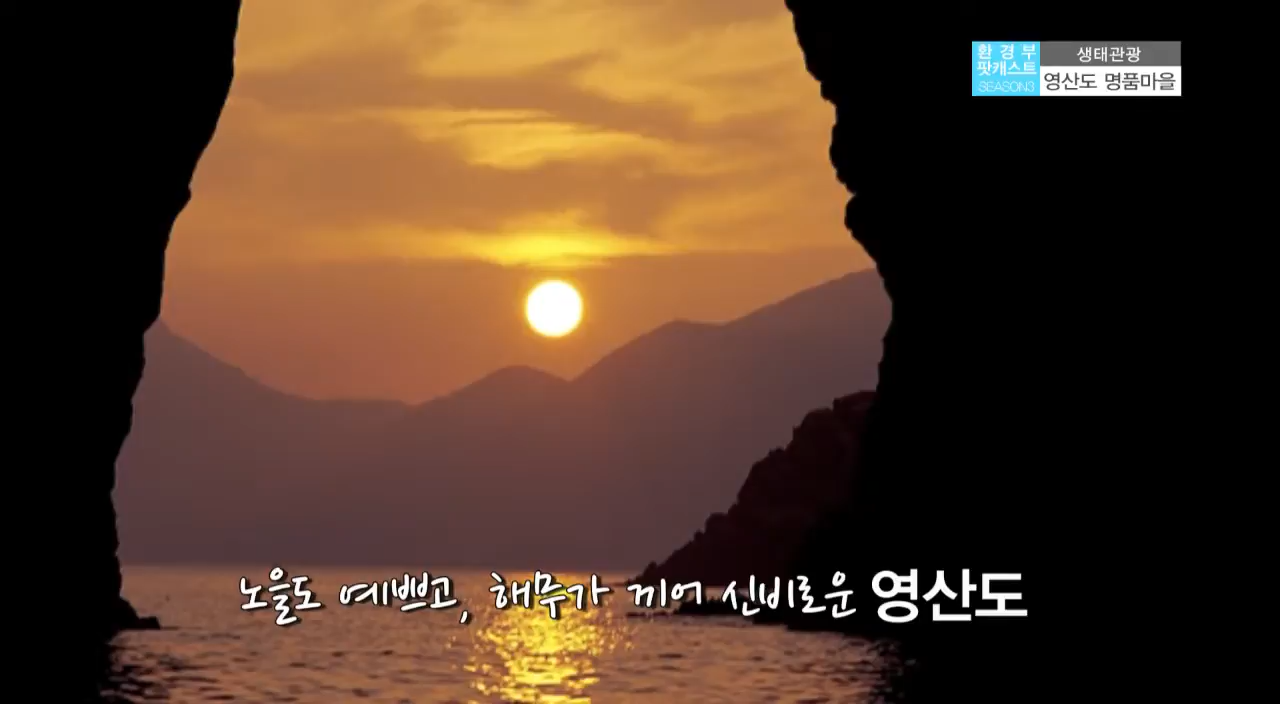 환경부
팟캐스트
SEASON3
생태관광
영산도 명품마을
노을도 예쁘고, 해무가 끼어 신비로운 영산도